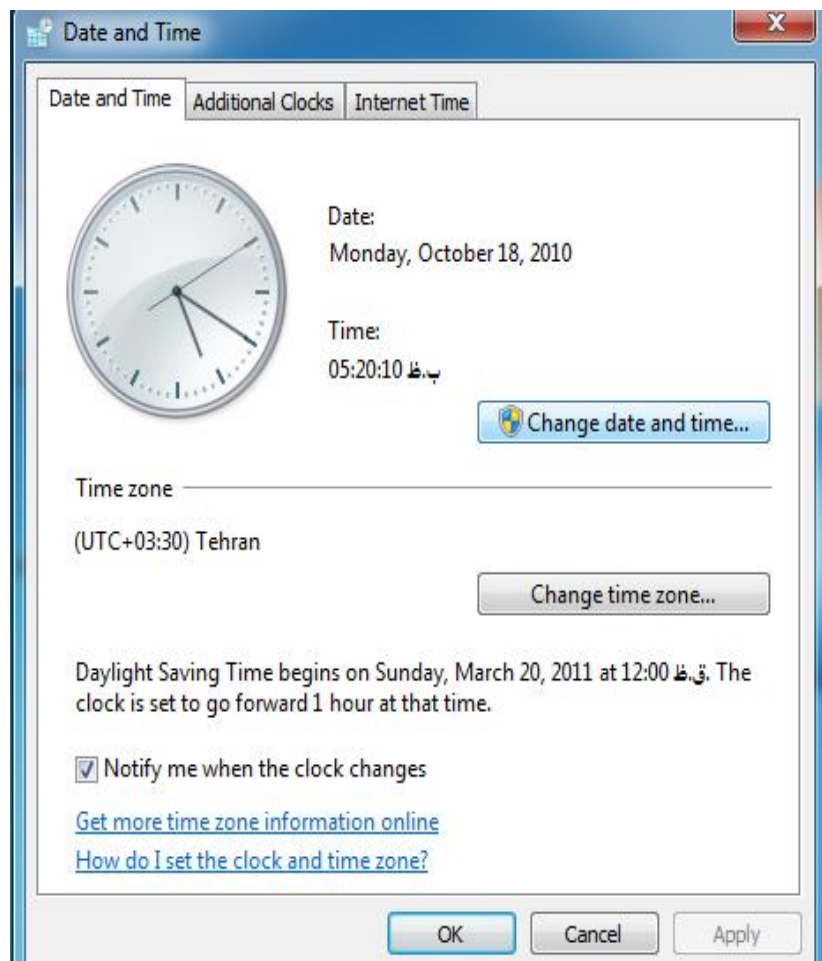 Date and Time
Date and Time
Additional Clocks
Internet Time
Date:
Monday, October 18, 2010
Time:
05:20:10 ب.ظ
Change date and time...
Time zone
(UTC+03:30) Tehran
Change time zone...
Daylight Saving Time begins on Sunday, March 20, 2011 at 12:00 ق.ظ. The
clock is set to go forward 1 hour at that time.
Notify me when the clock changes
Get more time zone information online
How do I set the clock and time zone?
OK
Cancel
Apply